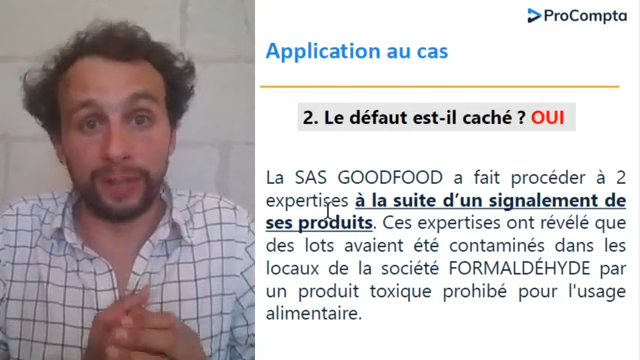 ProCompta
Application au cas
2. Le défaut est-il caché ? OUI
La SAS GOODFOOD a fait procéder à 2
expertises à la suite d'un signalement de
ses produits. Ces expertises ont révélé que
des lots avaient été contaminés dans les
locaux de la société FORMALDÉHYDE par
un produit toxique prohibé pour l'usage
alimentaire.